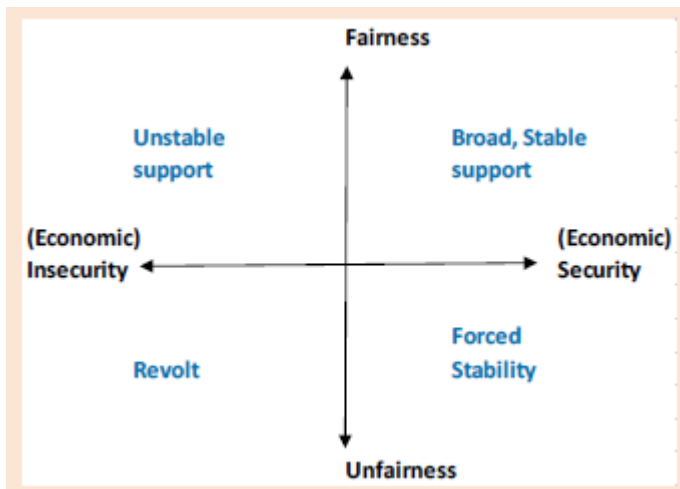 Fairness
Unstable
support
Broad, Stable
support
(Economic)
Insecurity
(Economic)
Security
Revolt
Forced
Stability
Unfairness